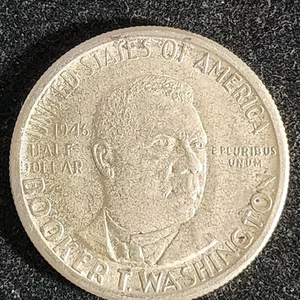 UNITED STATES OF AMERICA
1946
HALF
DOLLAR
E PLURIBUS
UNUM
BOOKER T. WASHINGTON